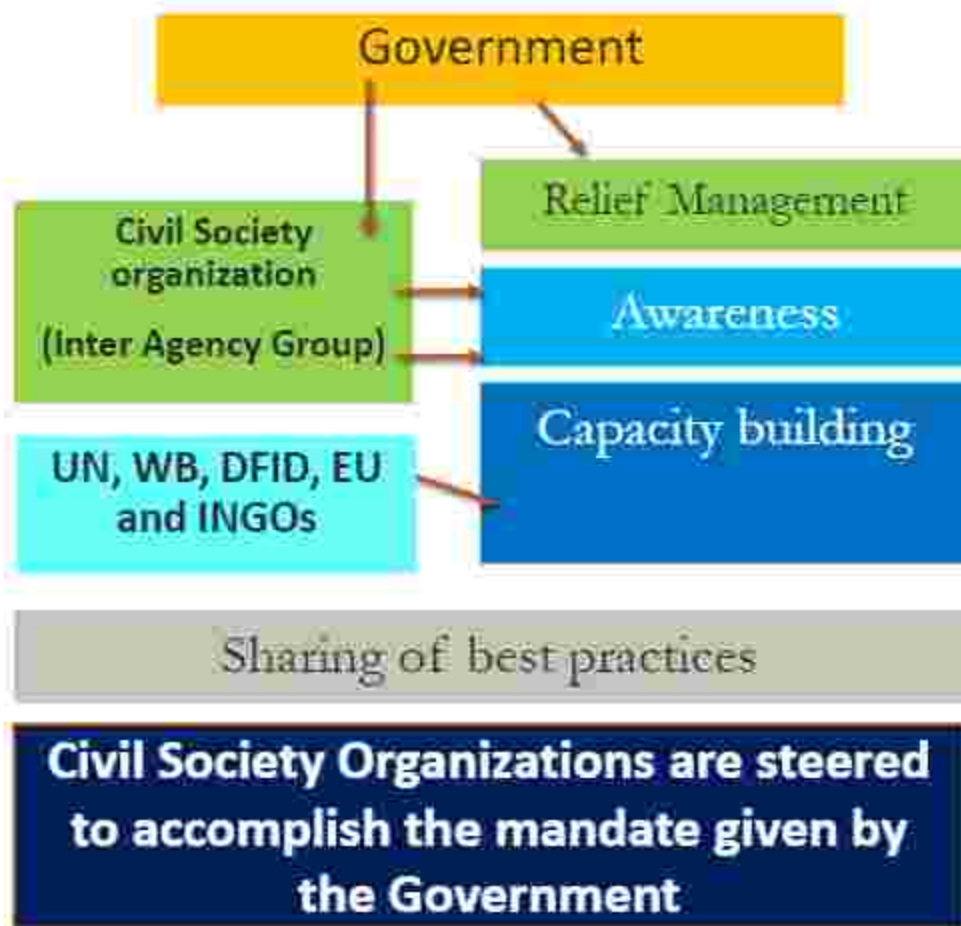 Government
Relief Management
Civil Society
organization
(Inter Agency Group)
Awareness
Capacity building
UN, WB, DFID, EU
and INGOs
Sharing of best practices
Civil Society Organizations are steered
to accomplish the mandate given by
the Government